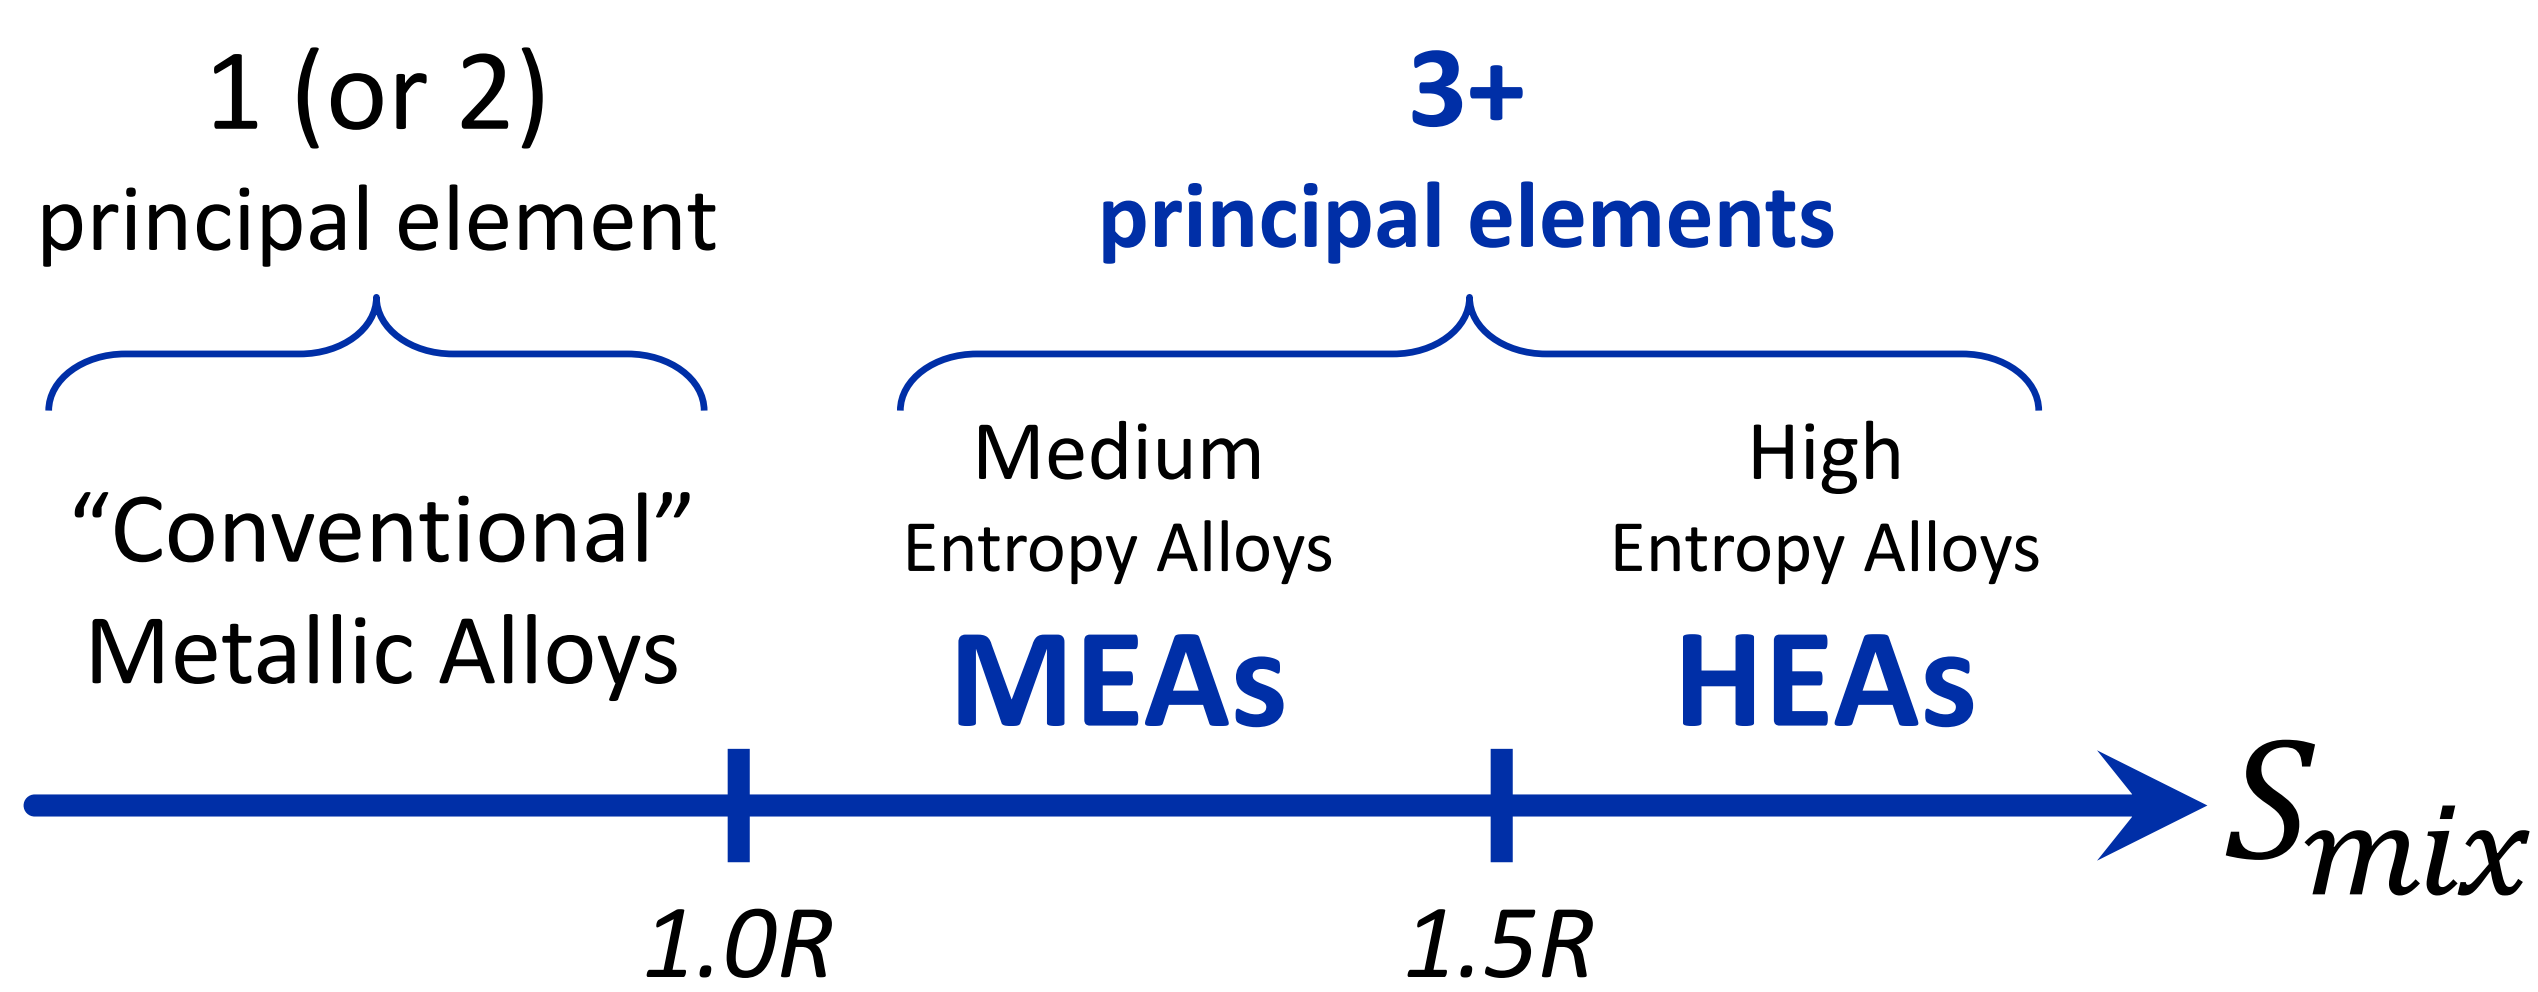 1 (or 2)
principal element
3+
principal elements
“Conventional”
Metallic Alloys
Medium
Entropy Alloys
MEAs
High
Entropy Alloys
HEAs
Smix
1.0R
1.5R